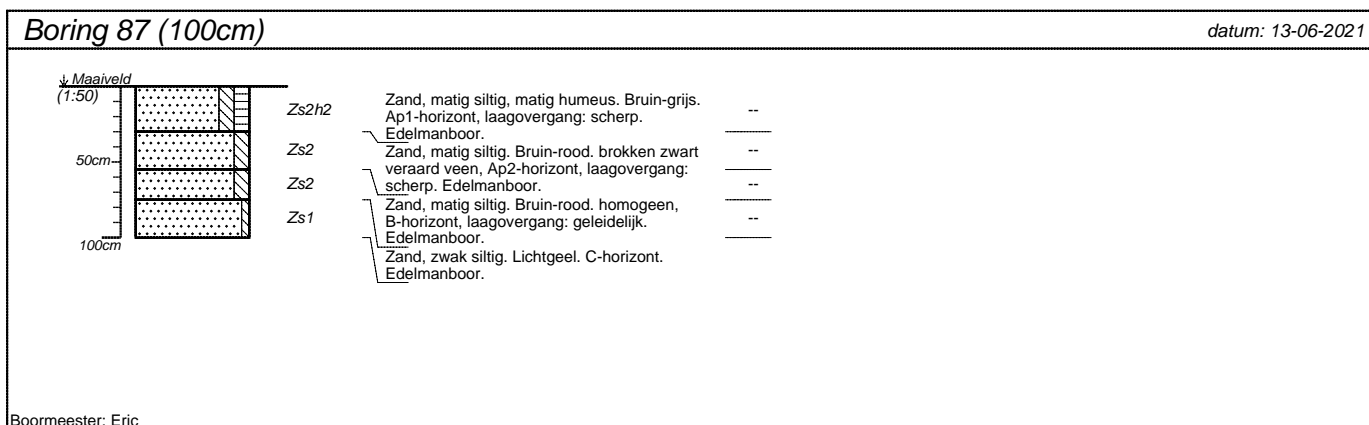 Boring 87 (100cm)
datum: 13-06-2021
Maaiveld
(1:50)
50cm
100cm
Zs2h2
Zand, matig siltig, matig humeus. Bruin-grijs.
Ap1-horizont, laagovergang: scherp.
Edelmanboor.
--
Zs2
Zand, matig siltig. Bruin-rood. brokken zwart
veraard veen, Ap2-horizont, laagovergang:
scherp. Edelmanboor.
--
Zs2
Zand, matig siltig. Bruin-rood. homogeen,
B-horizont, laagovergang: geleidelijk.
Edelmanboor.
--
Zs1
Zand, zwak siltig. Lichtgeel. C-horizont.
Edelmanboor.
--
Boormeester: Eric